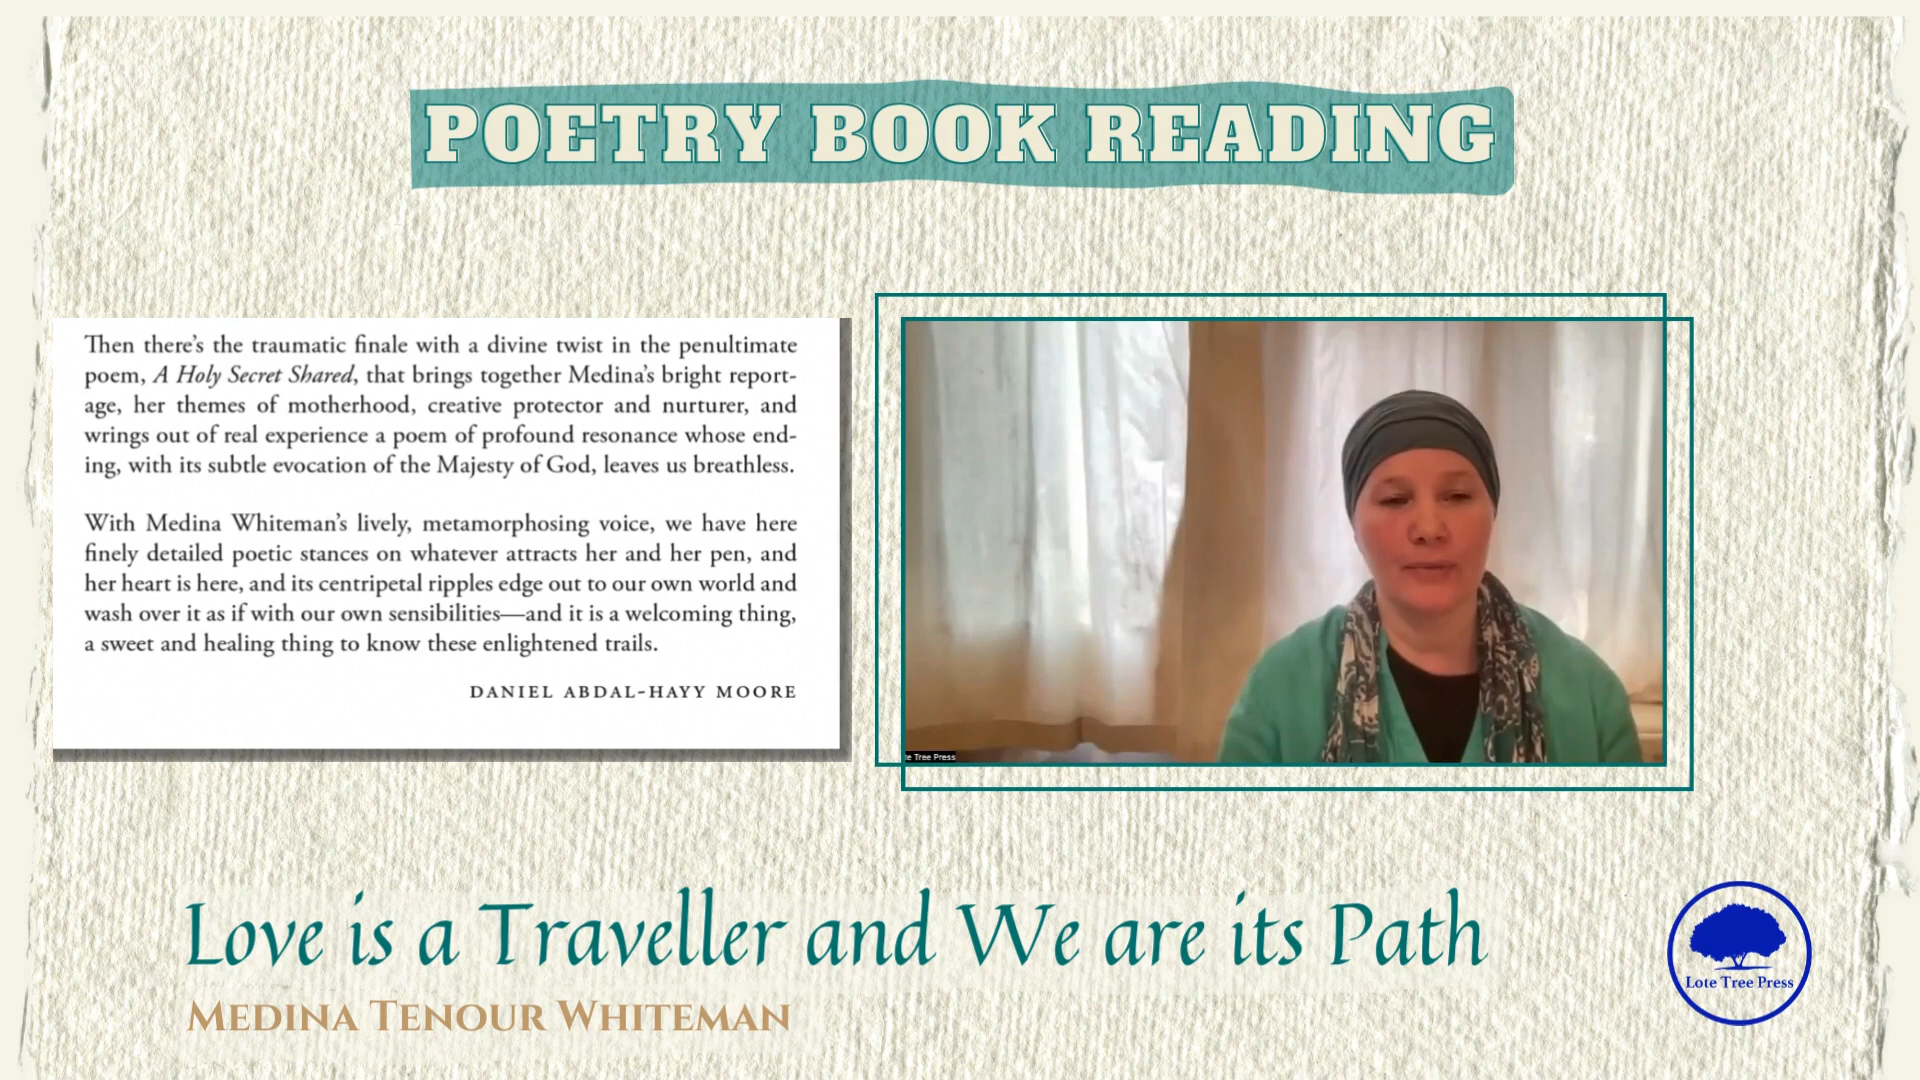 POETRY BOOK READING
Then there’s the traumatic finale with a divine twist in the penultimate
poem, A Holy Secret Shared, that brings together Medina’s bright report-
age, her themes of motherhood, creative protector and nurturer, and
wrings out of real experience a poem of profound resonance whose end-
ing, with its subtle evocation of the Majesty of God, leaves us breathless.
With Medina Whiteman’s lively, metamorphosing voice, we have here
finely detailed poetic stances on whatever attracts her and her pen, and
her heart is here, and its centripetal ripples edge out to our own world and
wash over it as if with our own sensibilities—and it is a welcoming thing,
a sweet and healing thing to know these enlightened trails.
DANIEL ABDAL-HAYY MOORE
te Tree Press
Love is a Traveller and We are its Path
MEDINA TENOUR WHITEMAN
Lote Tree Press